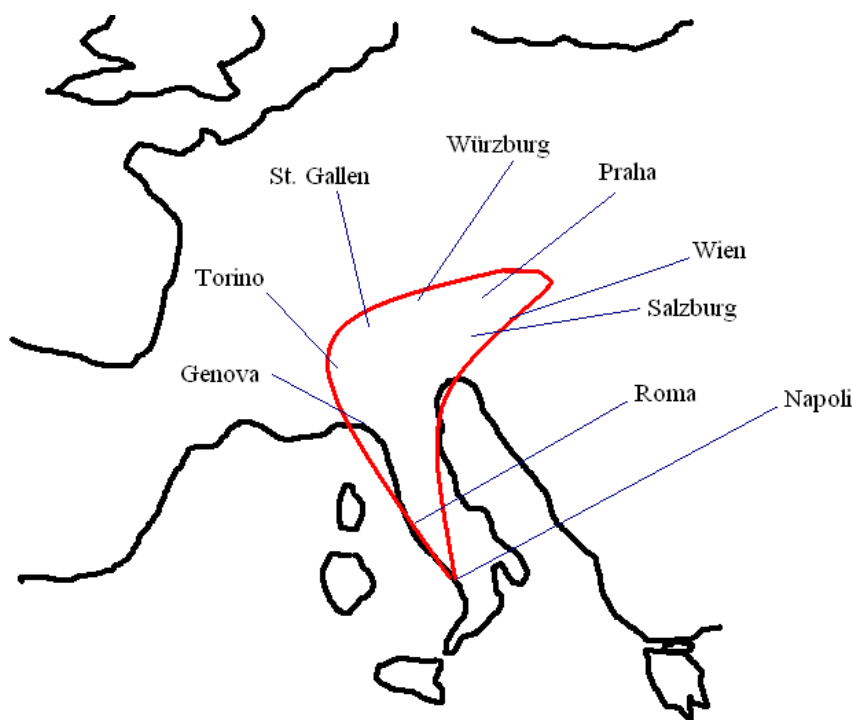 Würzburg
St. Gallen
Praha
Wien
Torino
Salzburg
Genova
Roma
Napoli